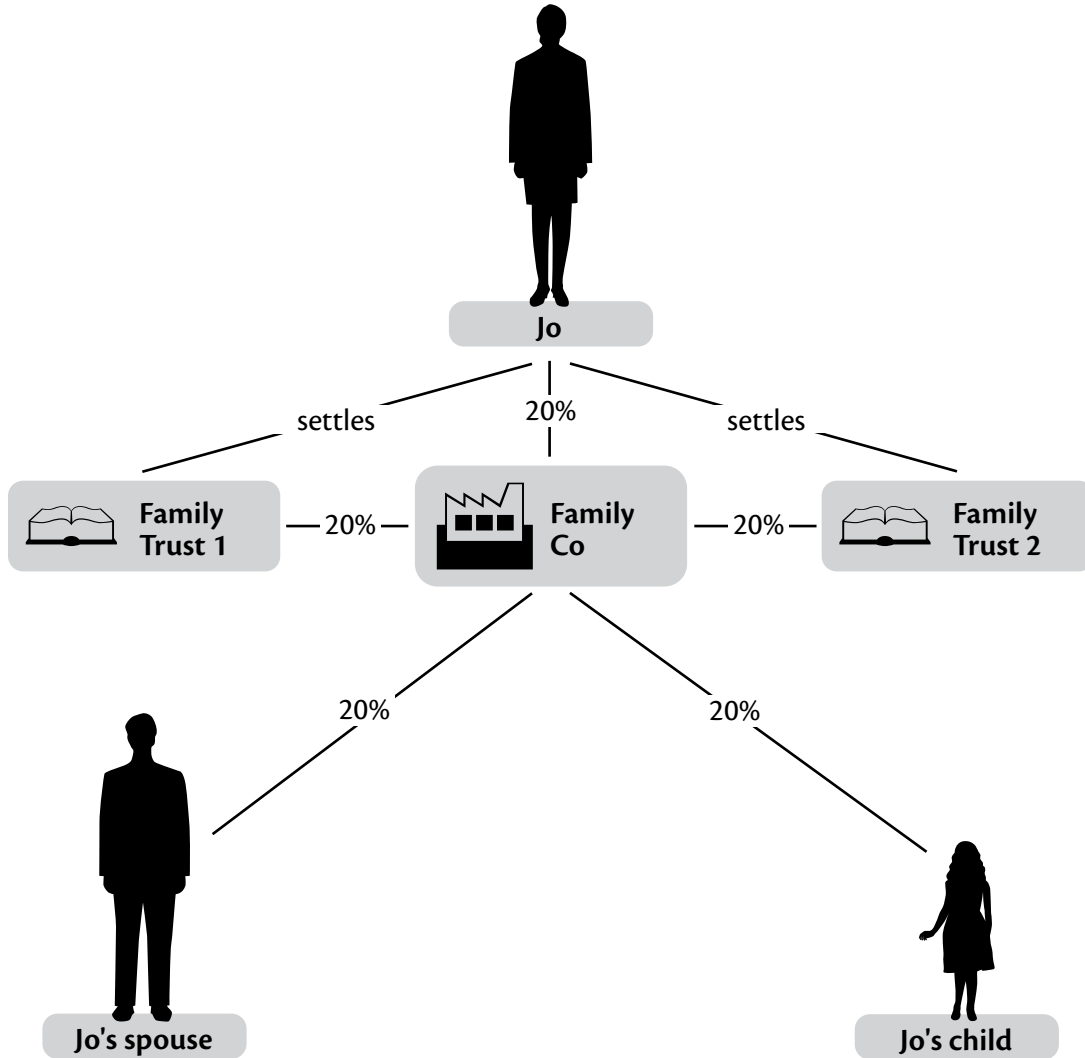 Jo
settles
20%
settles
Family
Trust 1
20%
Family
Co
20%
Family
Trust 2
20%
20%
Jo's spouse
Jo's child